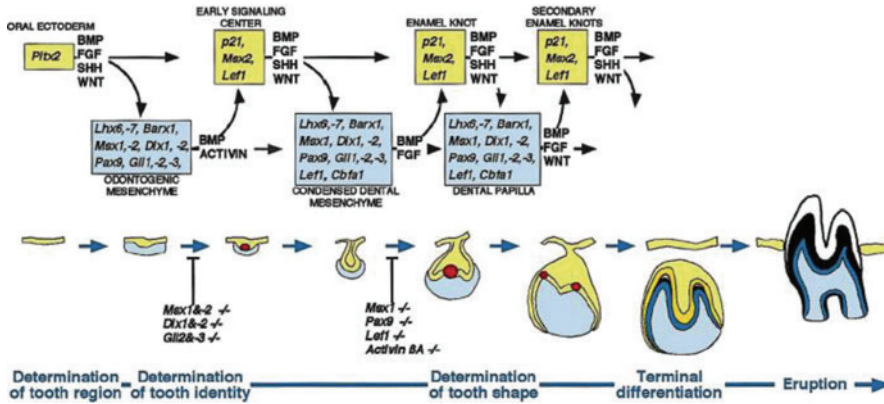 ORAL ECTODERM
Pitx2
BMP
FGF
SHH
WNT
EARLY SIGNALING
CENTER
p21,
Msx2,
Lef1
BMP
FGF
SHH
WNT
ENAMEL KNOT
p21,
Msx2,
Lef1
BMP
FGF
SHH
WNT
SECONDARY
ENAMEL KNOTS
p21,
Msx2,
Lef1
BMP
FGF
SHH
WNT
Lhx6,-7, Barx1,
Msx1,-2, Dlx1, -2,
Pax9, Gli1,-2,-3,
ODONTOGENIC
MESENCHYME
BMP
ACTIVIN
Lhx6,-7, Barx1,
Msx1, Dlx1, -2,
Pax9, Gli1,-2,-3,
Lef1, Cbfa1
CONDENSED DENTAL
MESENCHYME
BMP
FGF
Lhx6,-7, Barx1,
Msx1, Dlx1, -2,
Pax9, Gli1,-2,-3,
Lef1, Cbfa1
DENTAL PAPILLA
BMP
FGF
WNT
Msx1&-2 -/-
Dlx1&-2 -/-
Gli2&-3 -/-
Msx1 -/-
Pax9 -/-
Lef1 -/-
Activin βA -/-
Determination
of tooth region
Determination
of tooth identity
Determination
of tooth shape
Terminal
differentiation
Eruption